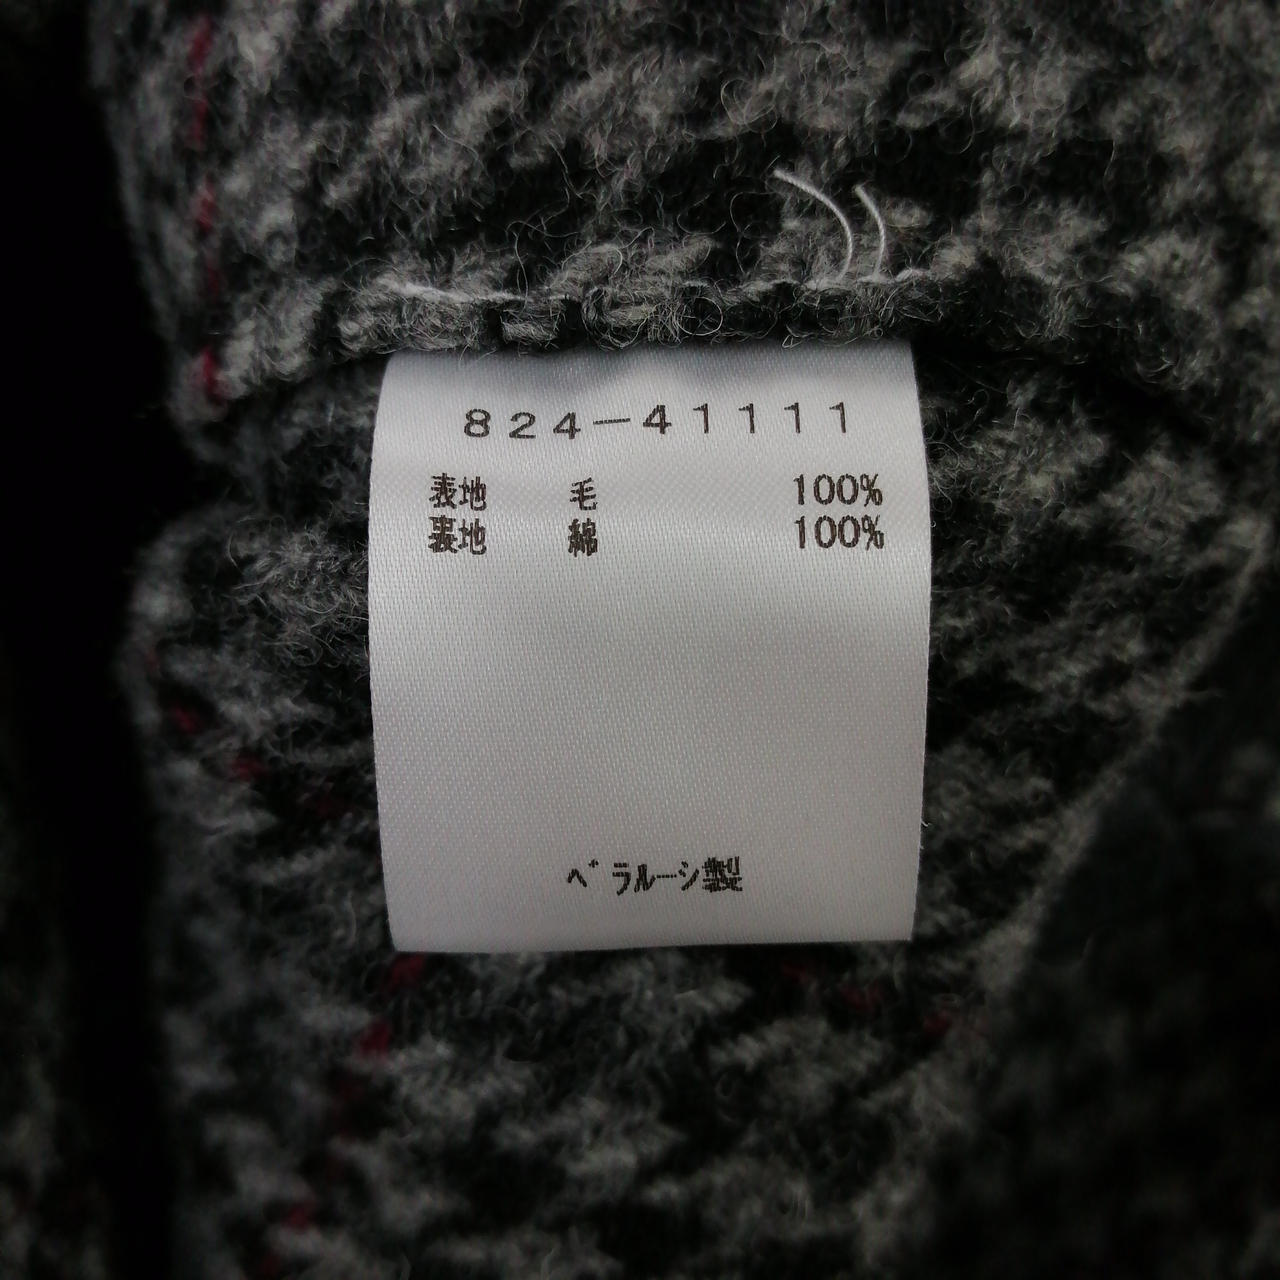 824-41111
表地 毛 100%
裏地 綿 100%
ﾍﾞﾗﾙｰｼ製